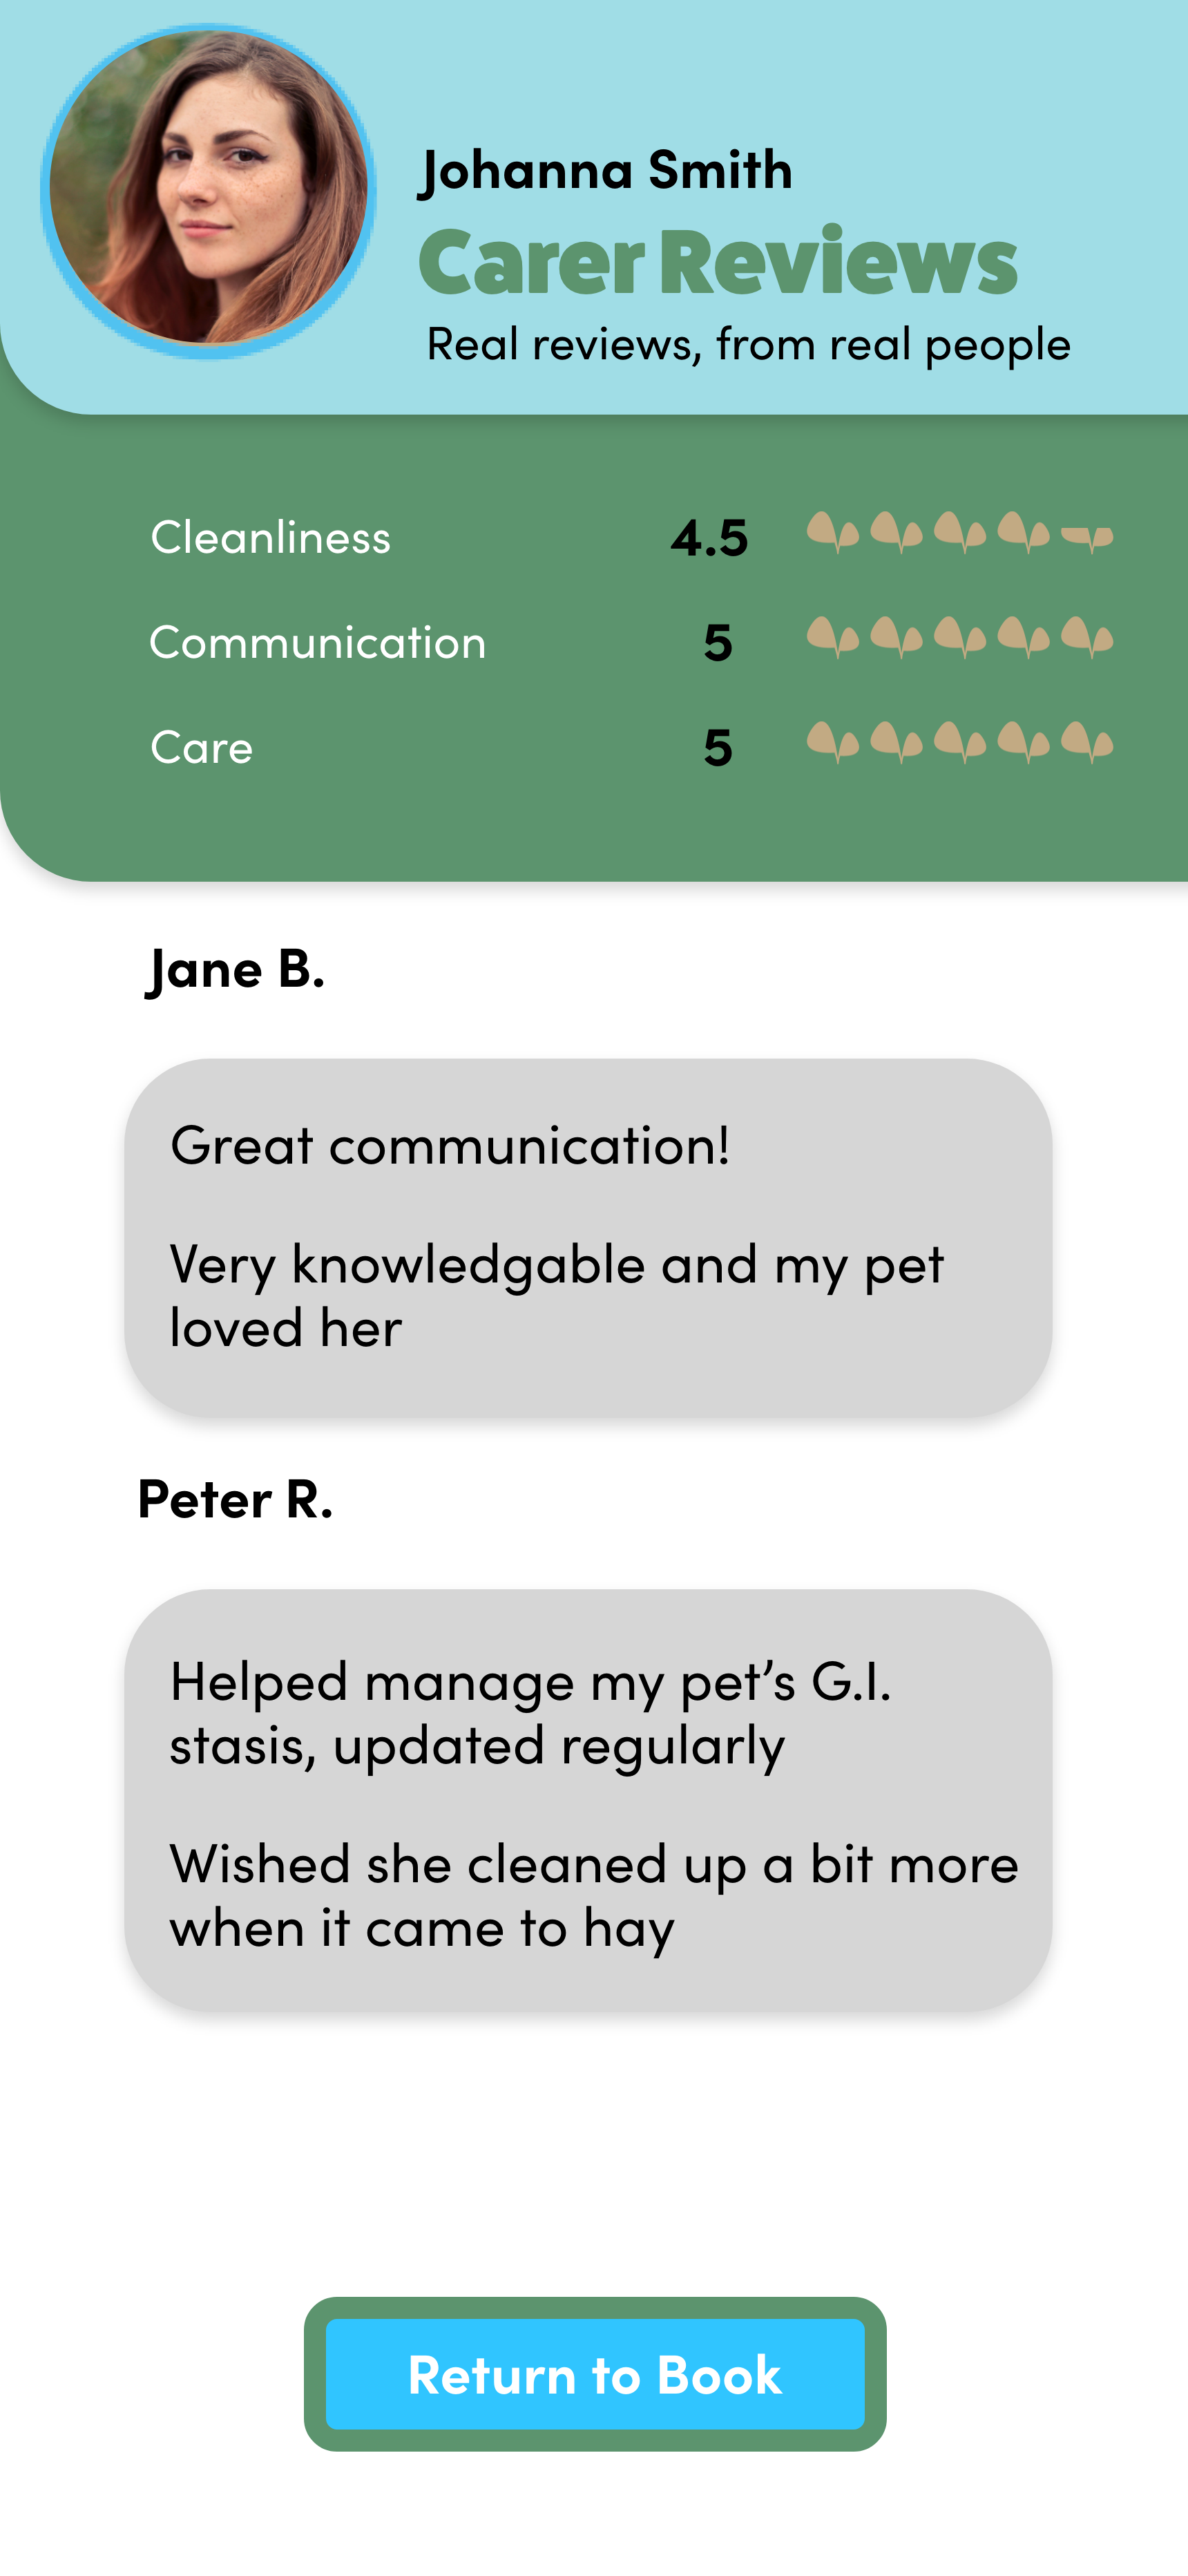 Johanna Smith
Carer Reviews
Real reviews, from real people
Cleanliness 4.5
Communication 5
Care 5
Jane B.
Great communication!
Very knowledgable and my pet
loved her
Peter R.
Helped manage my pet’s G.I.
stasis, updated regularly
Wished she cleaned up a bit more
when it came to hay
Return to Book